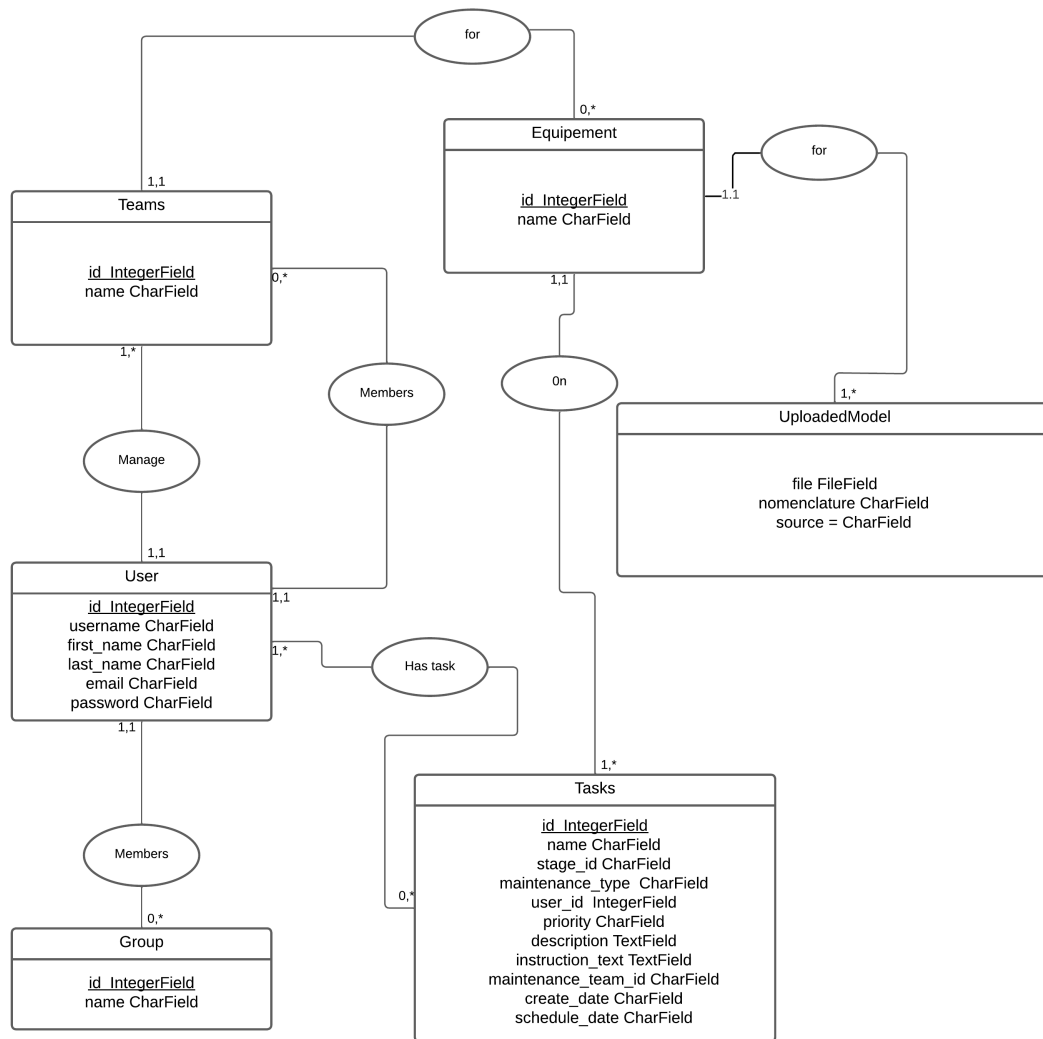 for
0,*
Equipement
id IntegerField
name CharField
1.1
for
1,1
Teams
id IntegerField
name CharField
0,*
1,*
1,1
0n
Members
1,*
UploadedModel
file FileField
nomenclature CharField
source = CharField
Manage
1,1
User
id IntegerField
username CharField
first_name CharField
last_name CharField
email CharField
password CharField
1,1
1,*
Has task
1,1
Members
0,*
Group
id IntegerField
name CharField
1,*
Tasks
id IntegerField
name CharField
stage_id CharField
maintenance_type CharField
user_id IntegerField
priority CharField
description TextField
instruction_text TextField
maintenance_team_id CharField
create_date CharField
schedule_date CharField
0,*